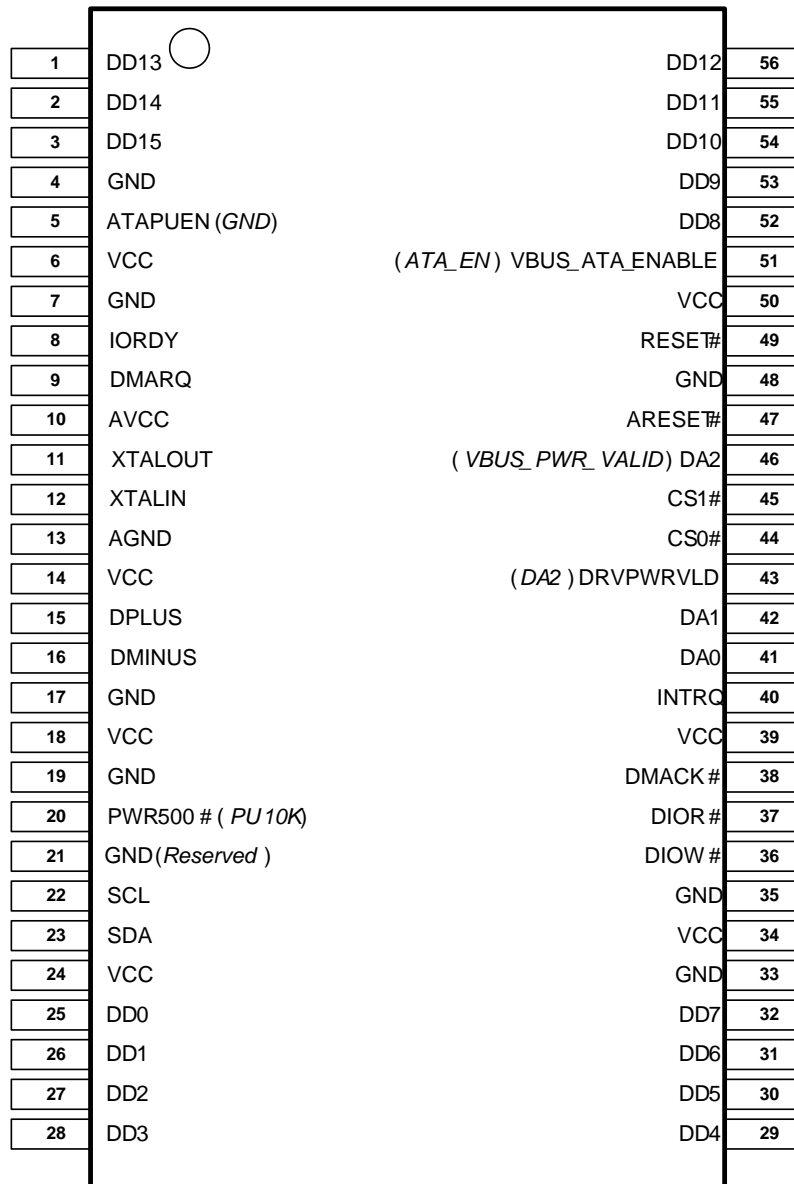 1 DD13 DD12 56
2 DD14 DD11 55
3 DD15 DD10 54
4 GND DD9 53
5 ATAPUEN (GND) DD8 52
6 VCC (ATA_EN) VBUS_ATA_ENABLE 51
7 GND VCC 50
8 IORDY RESET# 49
9 DMARQ GND 48
10 AVCC ARESET# 47
11 XTALOUT (VBUS_PWR_VALID) DA2 46
12 XTALIN CS1# 45
13 AGND CS0# 44
14 VCC (DA2) DRVPWRVLD 43
15 DPLUS DA1 42
16 DMINUS DA0 41
17 GND INTRQ 40
18 VCC VCC 39
19 GND DMACK# 38
20 PWR500# (PU10K) DIOR# 37
21 GND (Reserved) DIOW# 36
22 SCL GND 35
23 SDA VCC 34
24 VCC GND 33
25 DD0 DD7 32
26 DD1 DD6 31
27 DD2 DD5 30
28 DD3 DD4 29